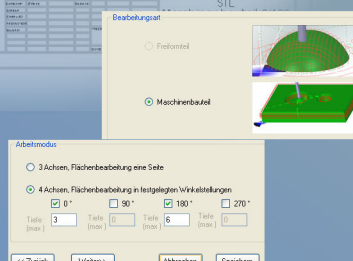 STL
Bearbeitungsart
Freiformteil
Maschinenbauteil
Arbeitsmodus
3 Achsen, Flächenbearbeitung eine Seite
4 Achsen, Flächenbearbeitung in festgelegten Winkelstellungen
0° 90° 180° 270°
Tiefe (max.) 3 Tiefe (max.) 0 Tiefe (max.) 6 Tiefe (max.) 0
<< Zurück Weiter >> Abbrechen Speichern